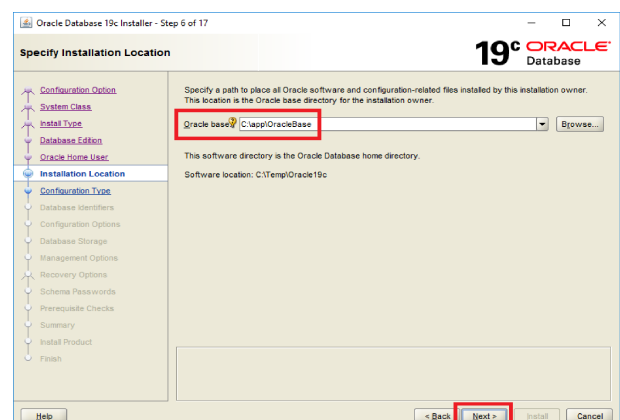 Oracle Database 19c Installer - Step 6 of 17
Specify Installation Location
19c ORACLE
Database
Configuration Option
System Class
Install Type
Database Edition
Oracle Home User
Installation Location
Configuration Type
Database Identifiers
Configuration Options
Database Storage
Management Options
Recovery Options
Schema Passwords
Prerequisite Checks
Summary
Install Product
Finish
Specify a path to place all Oracle software and configuration-related files installed by this installation owner.
This location is the Oracle base directory for the installation owner.
Oracle base C:\app\OracleBase Browse...
This software directory is the Oracle Database home directory.
Software location: C:\Temp\Oracle19c
Help < Back Next > Install Cancel